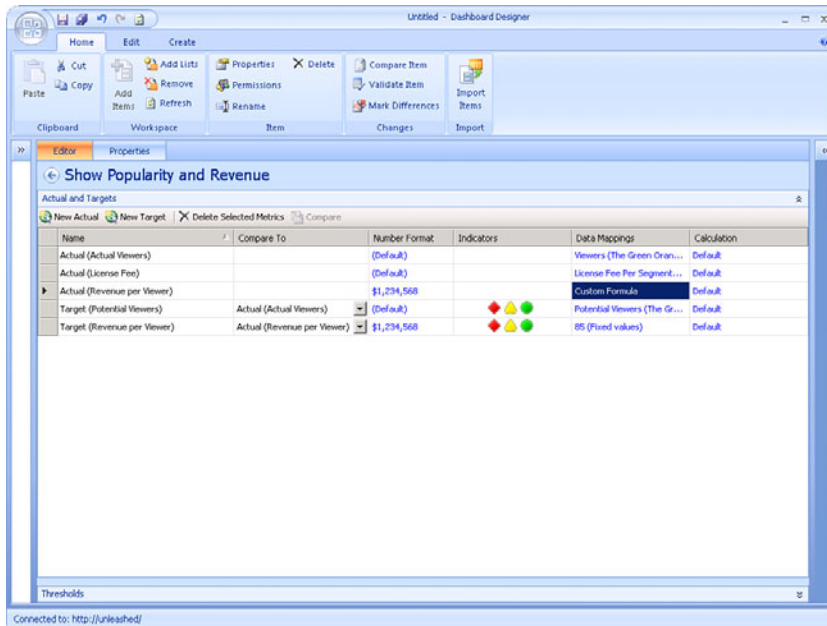 Untitled - Dashboard Designer
Home Edit Create
Paste Cut Copy
Clipboard
Add Items Add Lists Remove Refresh
Workspace
Properties Delete Permissions Rename
Item
Compare Item Validate Item Mark Differences
Changes
Import Items
Import
Editor Properties
Show Popularity and Revenue
Actual and Targets
New Actual New Target Delete Selected Metrics Compare
Name Compare To Number Format Indicators Data Mappings Calculation
Actual (Actual Viewers) (Default) Viewers (The Green Oran... Default
Actual (License Fee) (Default) License Fee Per Segment... Default
Actual (Revenue per Viewer) $1,234,568 Custom Formula Default
Target (Potential Viewers) Actual (Actual Viewers) (Default) Potential Viewers (The Gr... Default
Target (Revenue per Viewer) Actual (Revenue per Viewer) $1,234,568 85 (Fixed values) Default
Thresholds
Connected to: http://unleashed/